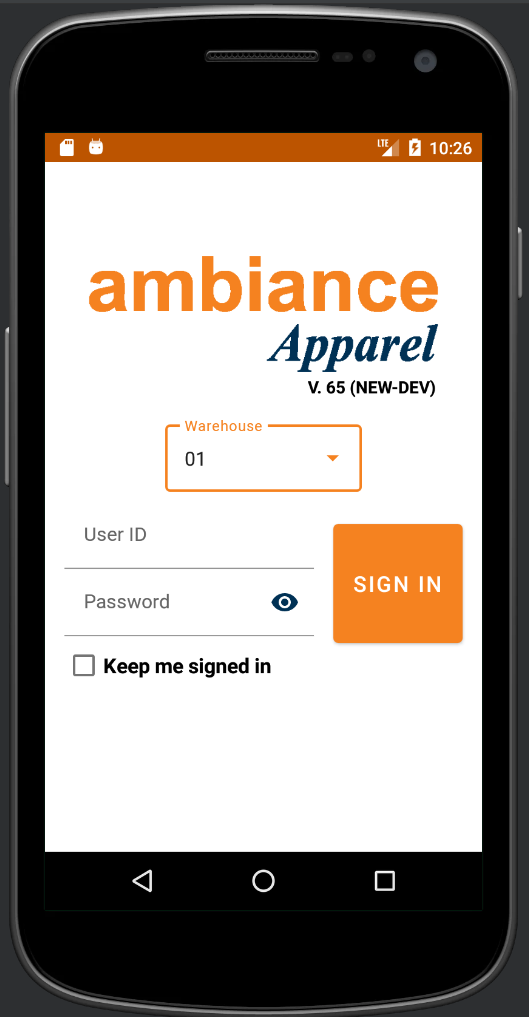 LTE 10:26
ambiance
Apparel
V. 65 (NEW-DEV)
Warehouse
01
User ID
SIGN IN
Password
Keep me signed in